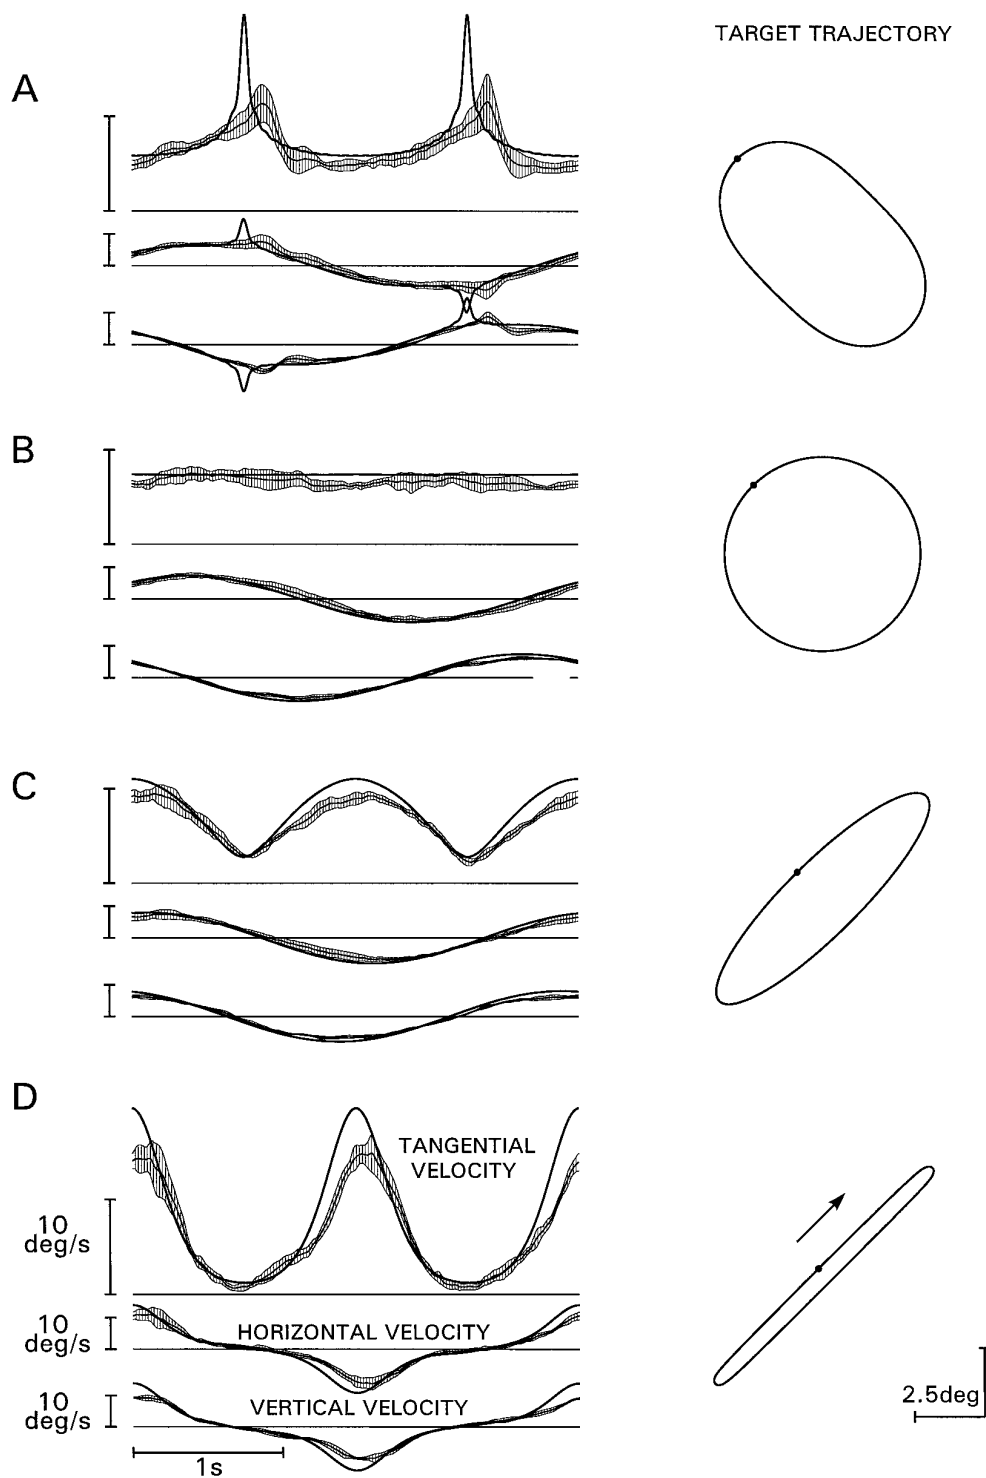 TARGET TRAJECTORY
A
B
C
D
TANGENTIAL
VELOCITY
10
deg/s
10
deg/s
HORIZONTAL VELOCITY
10
deg/s
VERTICAL VELOCITY
2.5deg
1s